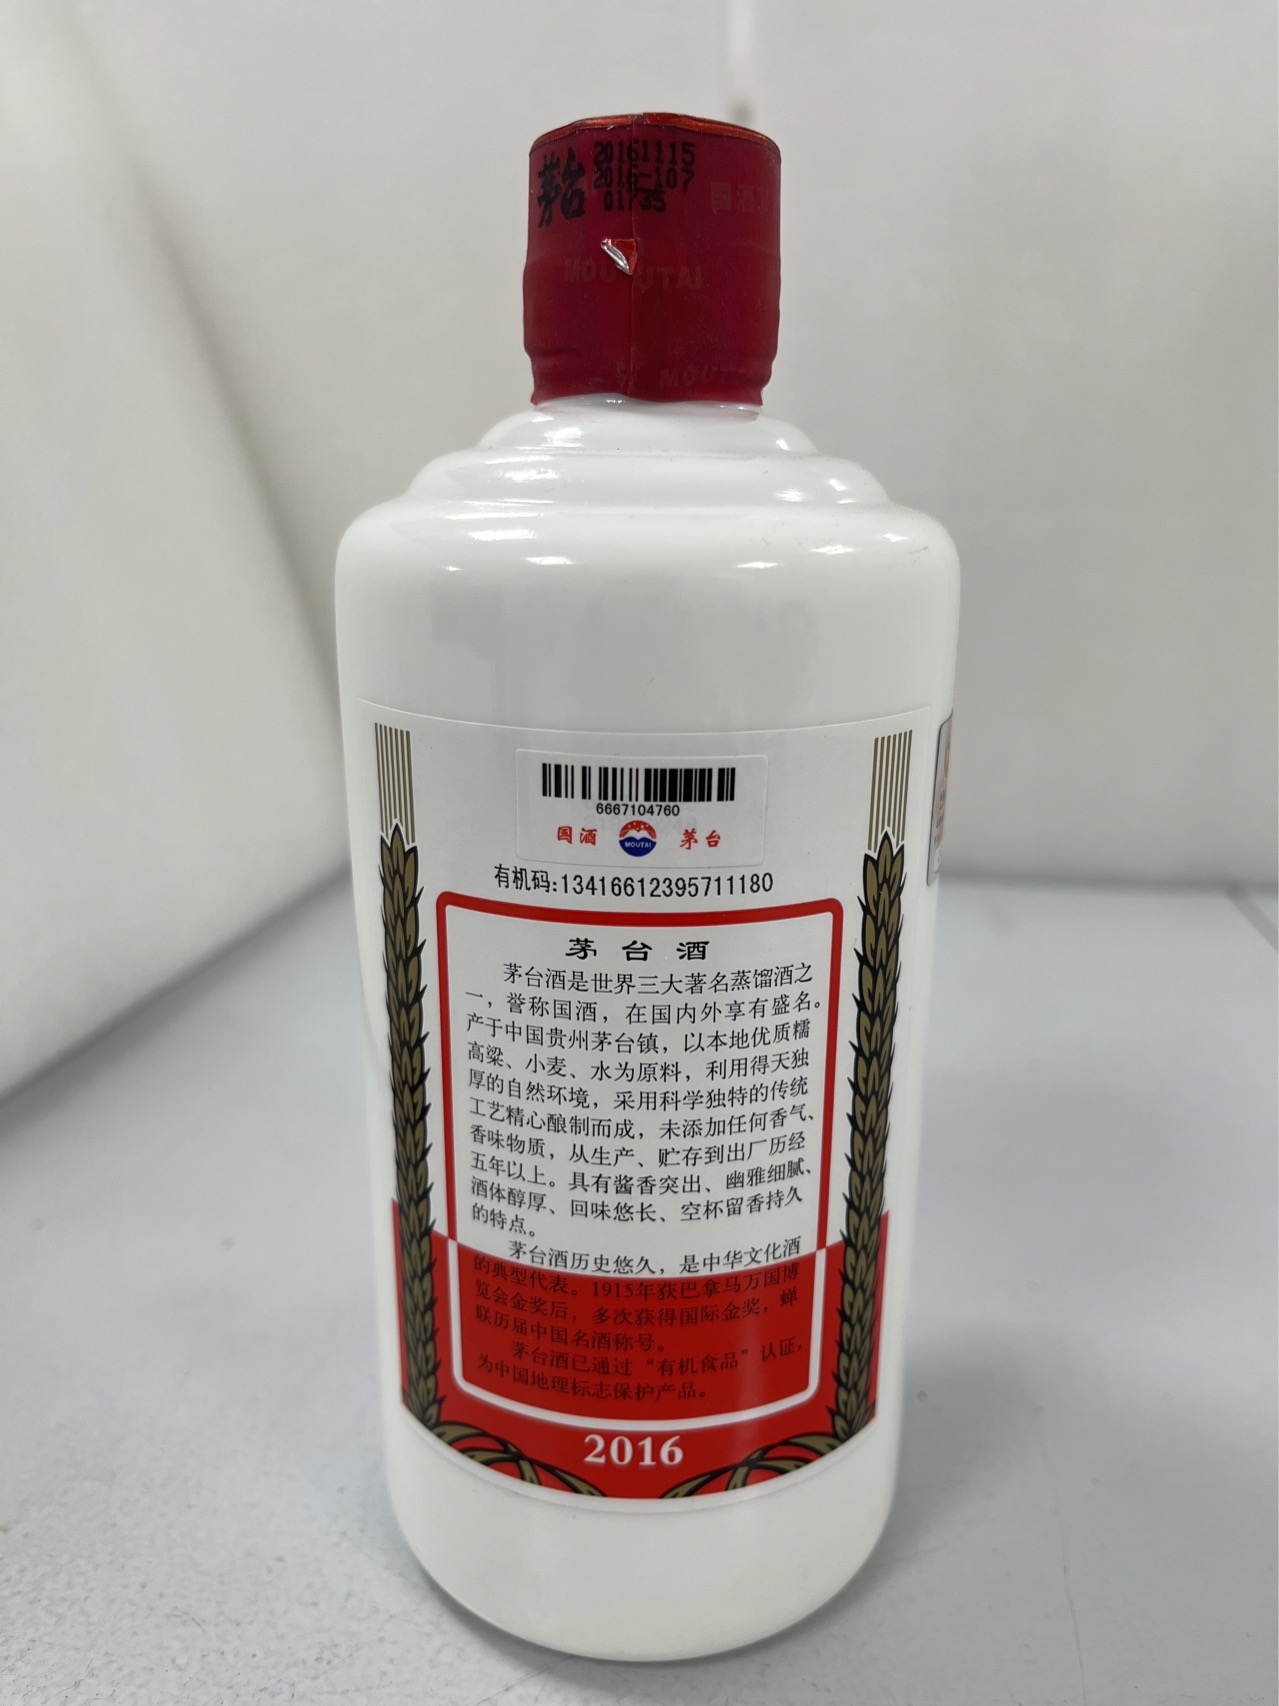 茅台
20161115
2016-107
01735
MOUTAI
MOUTAI
6667104760
国酒 MOUTAI 茅台
有机码:13416612395711180
茅台酒
茅台酒是世界三大著名蒸馏酒之
一，誉称国酒，在国内外享有盛名。
产于中国贵州茅台镇，以本地优质糯
高粱、小麦、水为原料，利用得天独
厚的自然环境，采用科学独特的传统
工艺精心酿制而成，未添加任何香气、
香味物质，从生产、贮存到出厂历经
五年以上。具有酱香突出、幽雅细腻、
酒体醇厚、回味悠长、空杯留香持久
的特点。
茅台酒历史悠久，是中华文化酒
的典型代表。1915年获巴拿马万国博
览会金奖后，多次获得国际金奖，蝉
联历届中国名酒称号。
茅台酒已通过“有机食品”认证，
为中国地理标志保护产品。
2016